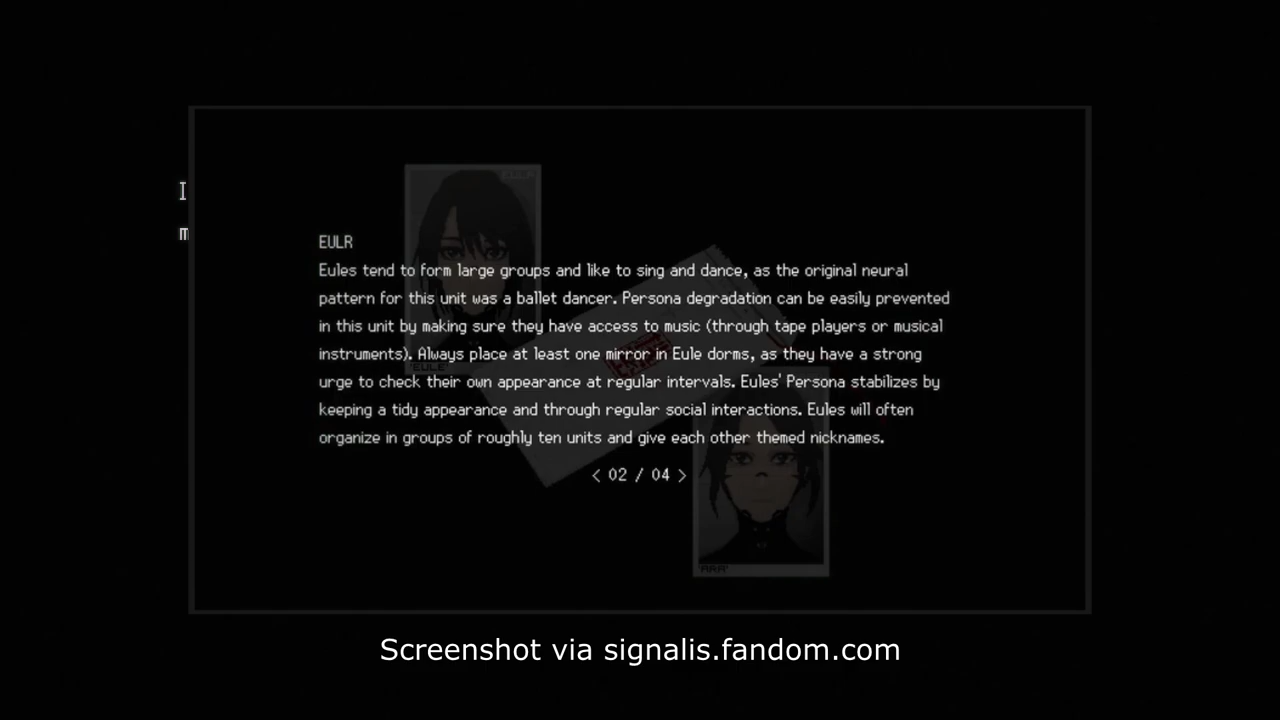 I
m
EULR
Eules tend to form large groups and like to sing and dance, as the original neural
pattern for this unit was a ballet dancer. Persona degradation can be easily prevented
in this unit by making sure they have access to music (through tape players or musical
instruments). Always place at least one mirror in Eule dorms, as they have a strong
urge to check their own appearance at regular intervals. Eules' Persona stabilizes by
keeping a tidy appearance and through regular social interactions. Eules will often
organize in groups of roughly ten units and give each other themed nicknames.
< 02 / 04 >
"EULE"
"ARA"
Screenshot via signalis.fandom.com